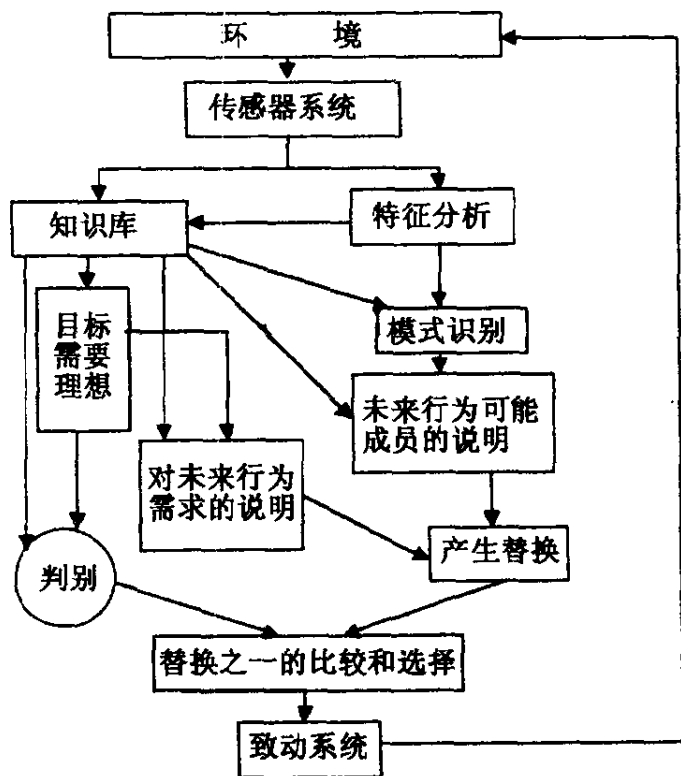 环 境
传感器系统
知识库
特征分析
目标
需要
理想
模式识别
未来行为可能
成员的说明
对未来行为
需求的说明
产生替换
判别
替换之一的比较和选择
致动系统